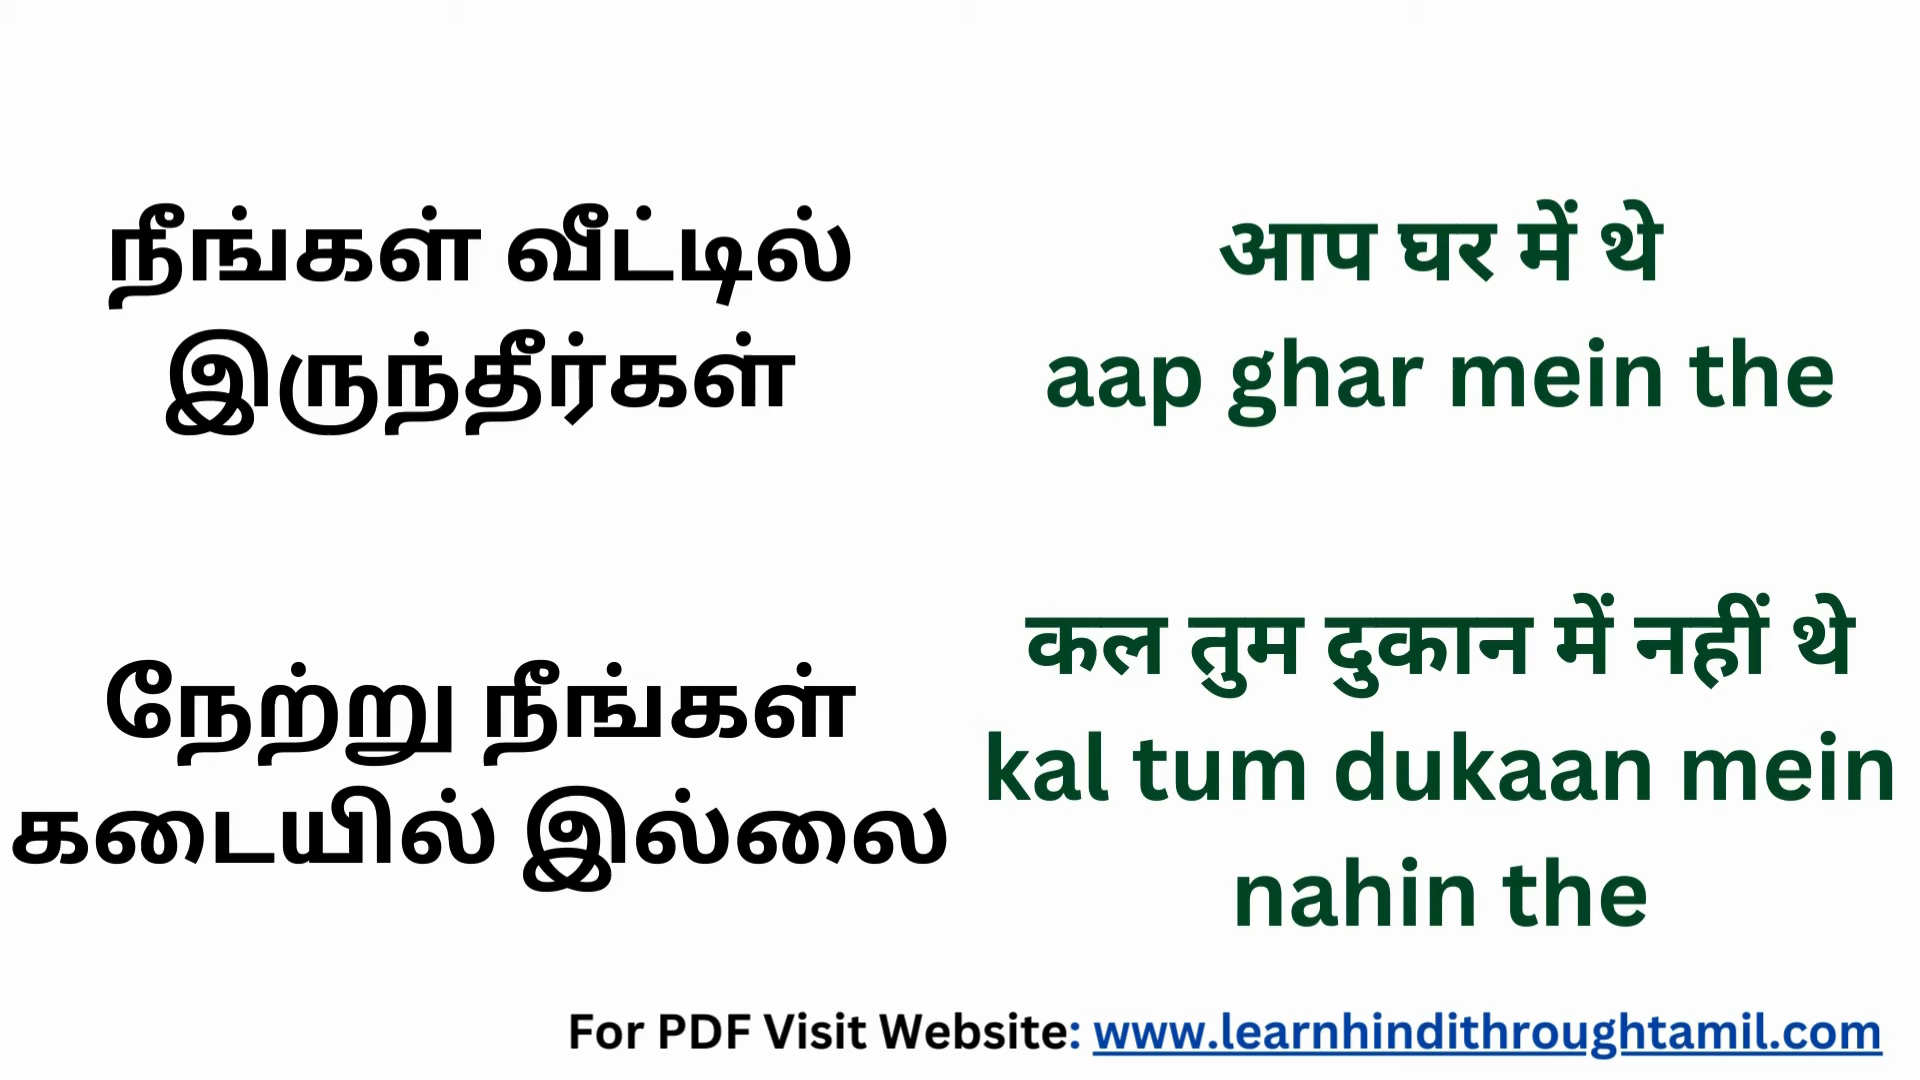 நீங்கள் வீட்டில்
இருந்தீர்கள்
आप घर में थे
aap ghar mein the
நேற்று நீங்கள்
கடையில் இல்லை
कल तुम दुकान में नहीं थे
kal tum dukaan mein
nahin the
For PDF Visit Website: www.learnhindithroughtamil.com